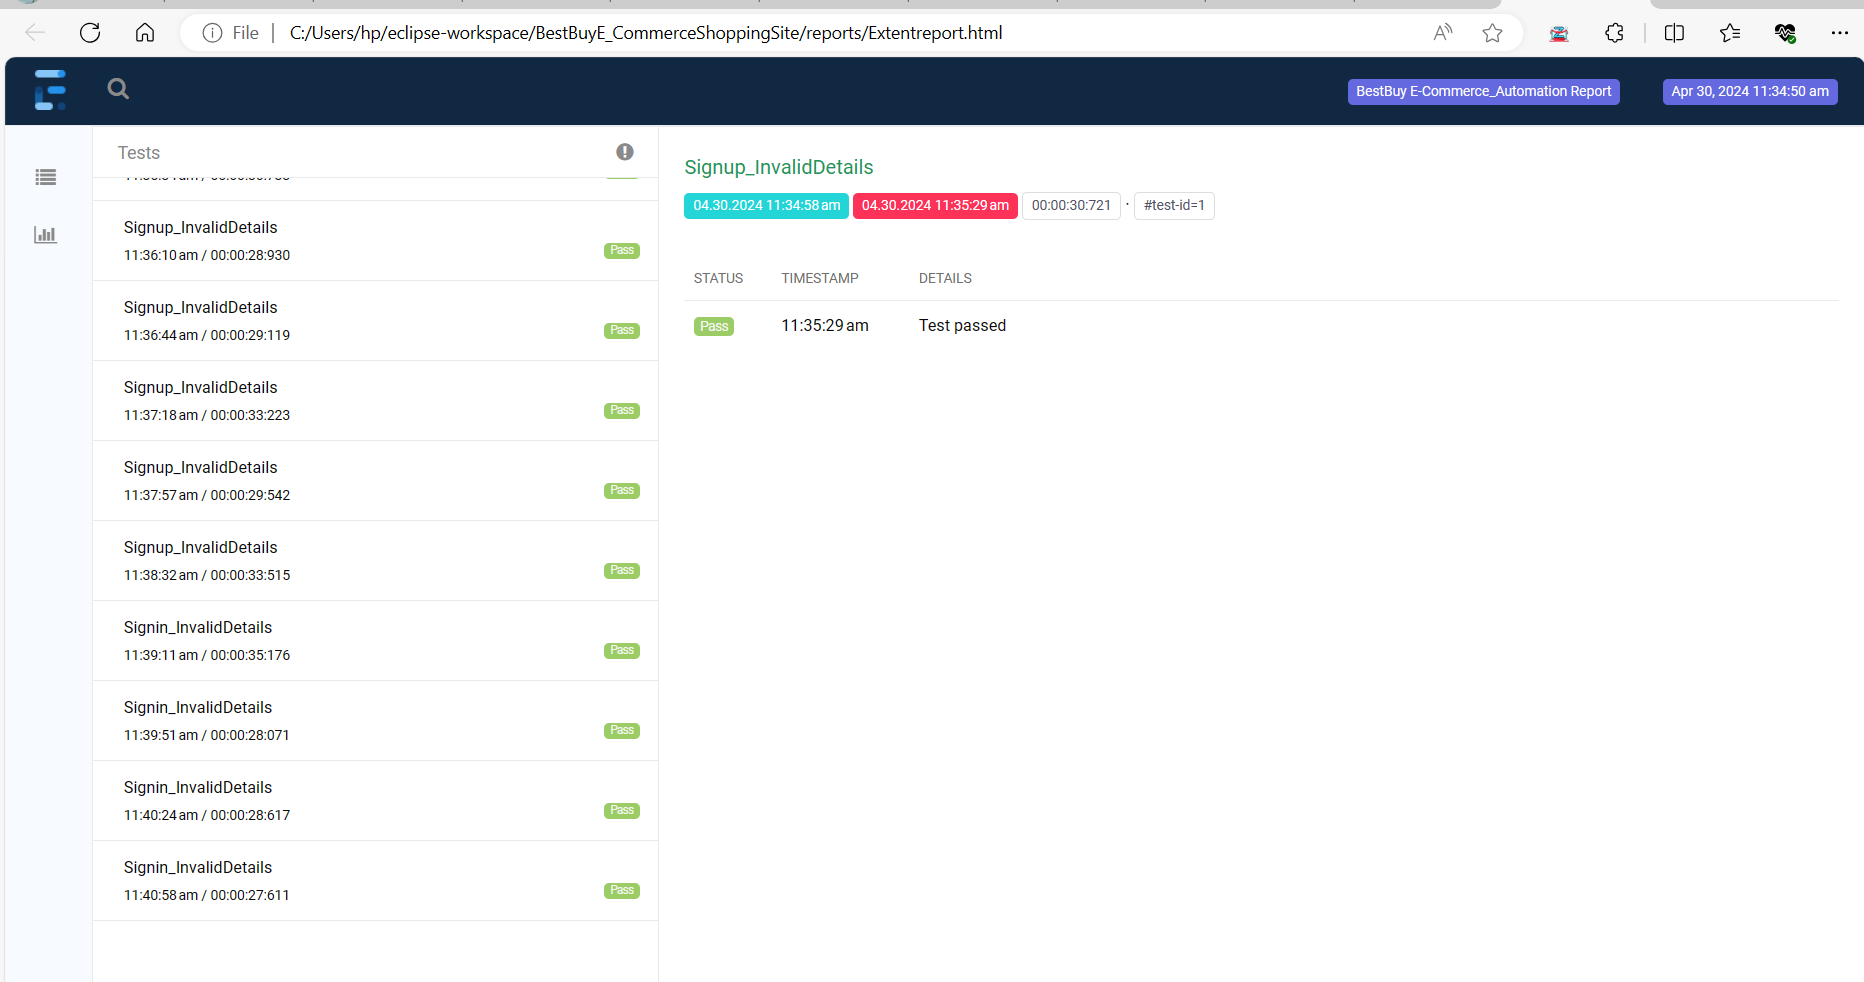 File
C:/Users/hp/eclipse-workspace/BestBuyE_CommerceShoppingSite/reports/Extentreport.html
BestBuy E-Commerce_Automation Report
Apr 30, 2024 11:34:50 am
Tests
Signup_InvalidDetails
11:36:10 am / 00:00:28:930
Pass
Signup_InvalidDetails
11:36:44 am / 00:00:29:119
Pass
Signup_InvalidDetails
11:37:18 am / 00:00:33:223
Pass
Signup_InvalidDetails
11:37:57 am / 00:00:29:542
Pass
Signup_InvalidDetails
11:38:32 am / 00:00:33:515
Pass
Signin_InvalidDetails
11:39:11 am / 00:00:35:176
Pass
Signin_InvalidDetails
11:39:51 am / 00:00:28:071
Pass
Signin_InvalidDetails
11:40:24 am / 00:00:28:617
Pass
Signin_InvalidDetails
11:40:58 am / 00:00:27:611
Pass
Signup_InvalidDetails
04.30.2024 11:34:58 am 04.30.2024 11:35:29 am 00:00:30:721 · #test-id=1
STATUS TIMESTAMP DETAILS
Pass 11:35:29 am Test passed